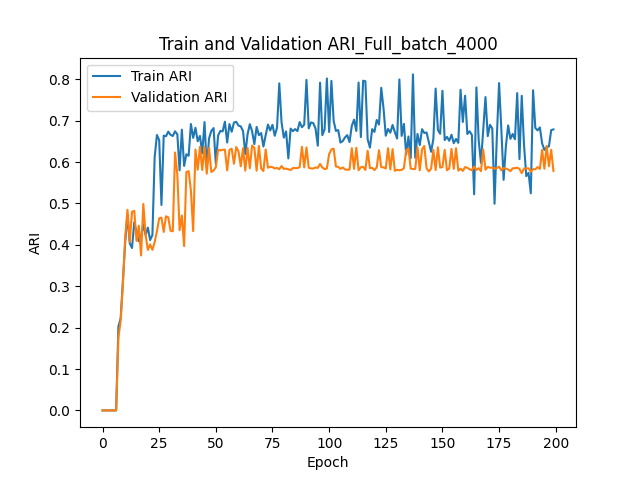 Train and Validation ARI_Full_batch_4000
Train ARI
Validation ARI
ARI
0.8
0.7
0.6
0.5
0.4
0.3
0.2
0.1
0.0
0 25 50 75 100 125 150 175 200
Epoch